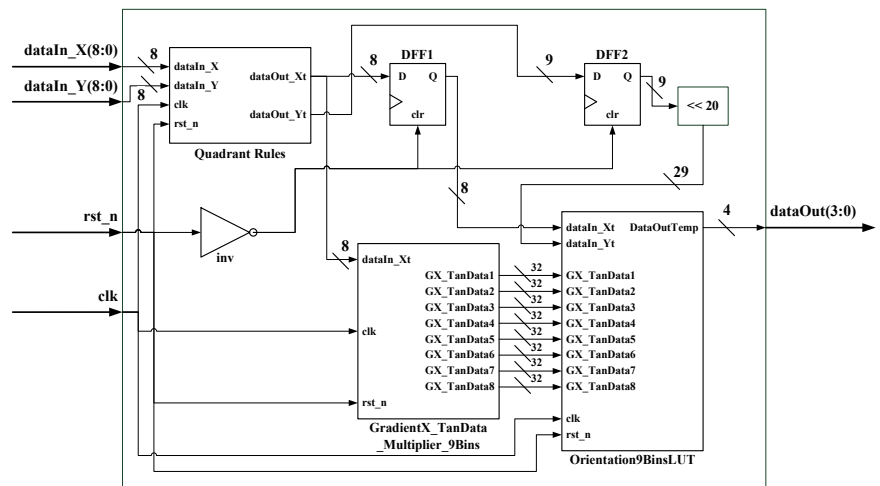 dataIn_X(8:0)
dataIn_Y(8:0)
rst_n
clk
8
8
dataIn_X
dataIn_Y
clk
rst_n
dataOut_Xt
dataOut_Yt
Quadrant Rules
8
DFF1
D
Q
clr
9
DFF2
D
Q
clr
9
<< 20
29
inv
8
8
dataIn_Xt
clk
rst_n
GX_TanData1
GX_TanData2
GX_TanData3
GX_TanData4
GX_TanData5
GX_TanData6
GX_TanData7
GX_TanData8
GradientX_TanData
_Multiplier_9Bins
32
32
32
32
32
32
32
32
dataIn_Xt
dataIn_Yt
DataOutTemp
GX_TanData1
GX_TanData2
GX_TanData3
GX_TanData4
GX_TanData5
GX_TanData6
GX_TanData7
GX_TanData8
clk
rst_n
Orientation9BinsLUT
4
dataOut(3:0)